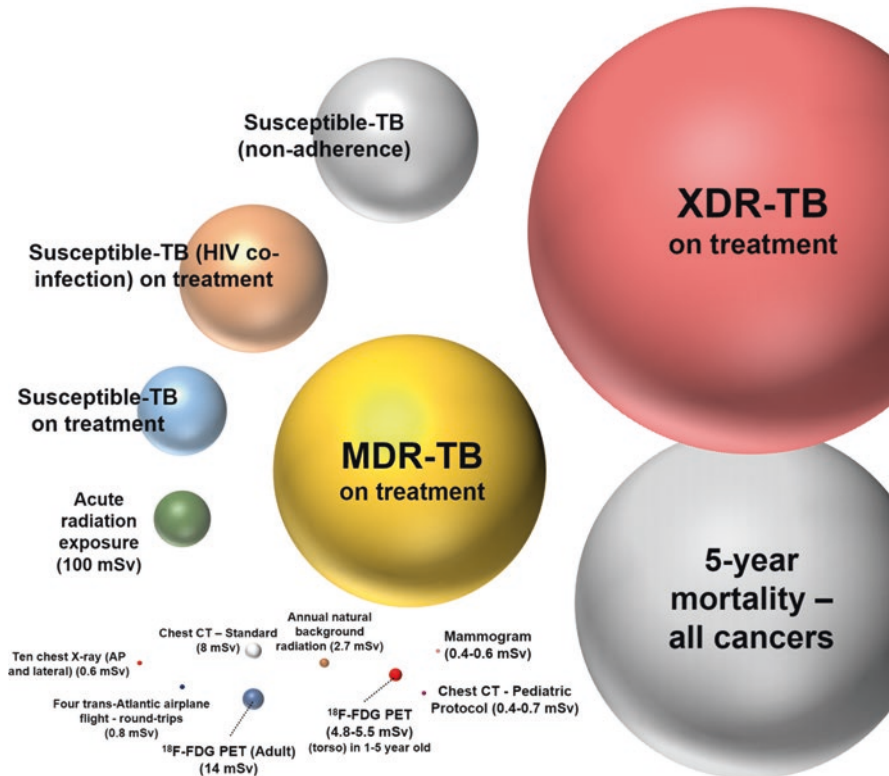 Susceptible-TB
(non-adherence)
XDR-TB
on treatment
Susceptible-TB (HIV co-
infection) on treatment
Susceptible-TB
on treatment
MDR-TB
on treatment
Acute
radiation
exposure
(100 mSv)
5-year
mortality –
all cancers
Ten chest X-ray (AP
and lateral) (0.6 mSv)
Chest CT – Standard
(8 mSv)
Annual natural
background
radiation (2.7 mSv)
Mammogram
(0.4-0.6 mSv)
Four trans-Atlantic airplane
flight - round-trips
(0.8 mSv)
18F-FDG PET (Adult)
(14 mSv)
18F-FDG PET
(4.8-5.5 mSv)
(torso) in 1-5 year old
Chest CT - Pediatric
Protocol (0.4-0.7 mSv)